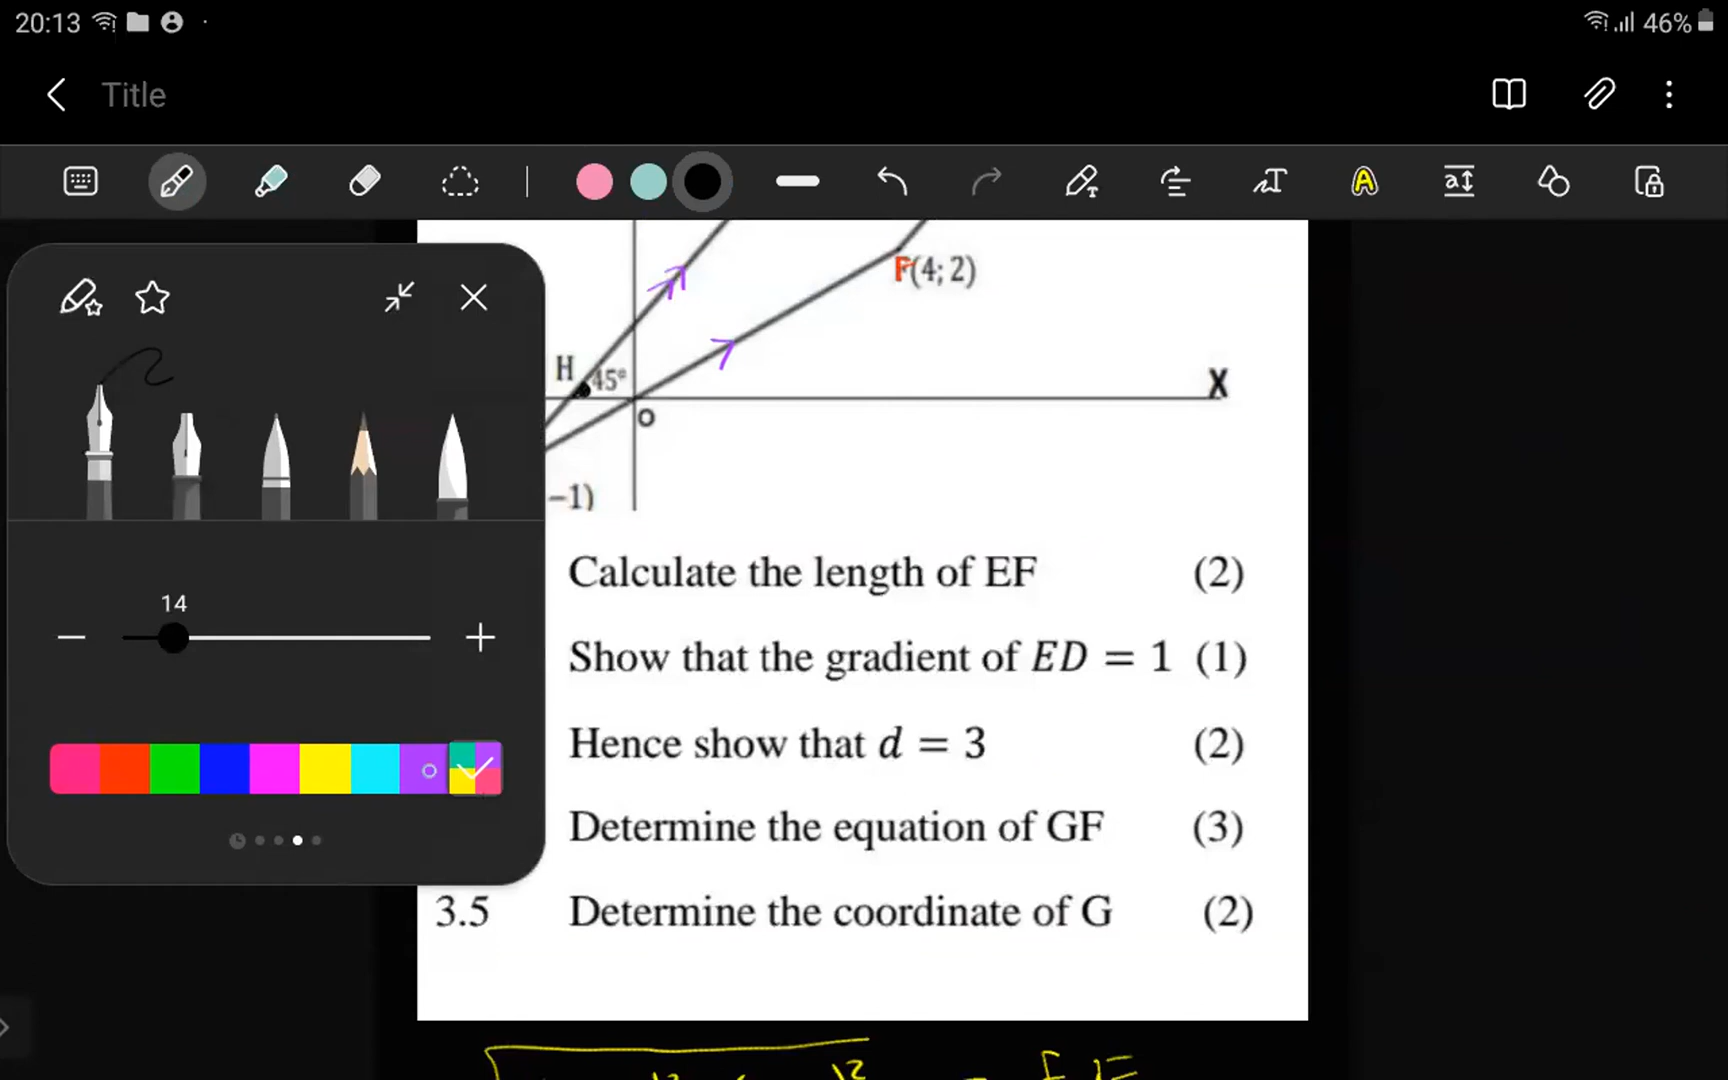 20:13
46%
Title
F(4; 2)
H 45°
X
O
–1)
14
Calculate the length of EF (2)
Show that the gradient of ED = 1 (1)
Hence show that d = 3 (2)
Determine the equation of GF (3)
3.5 Determine the coordinate of G (2)